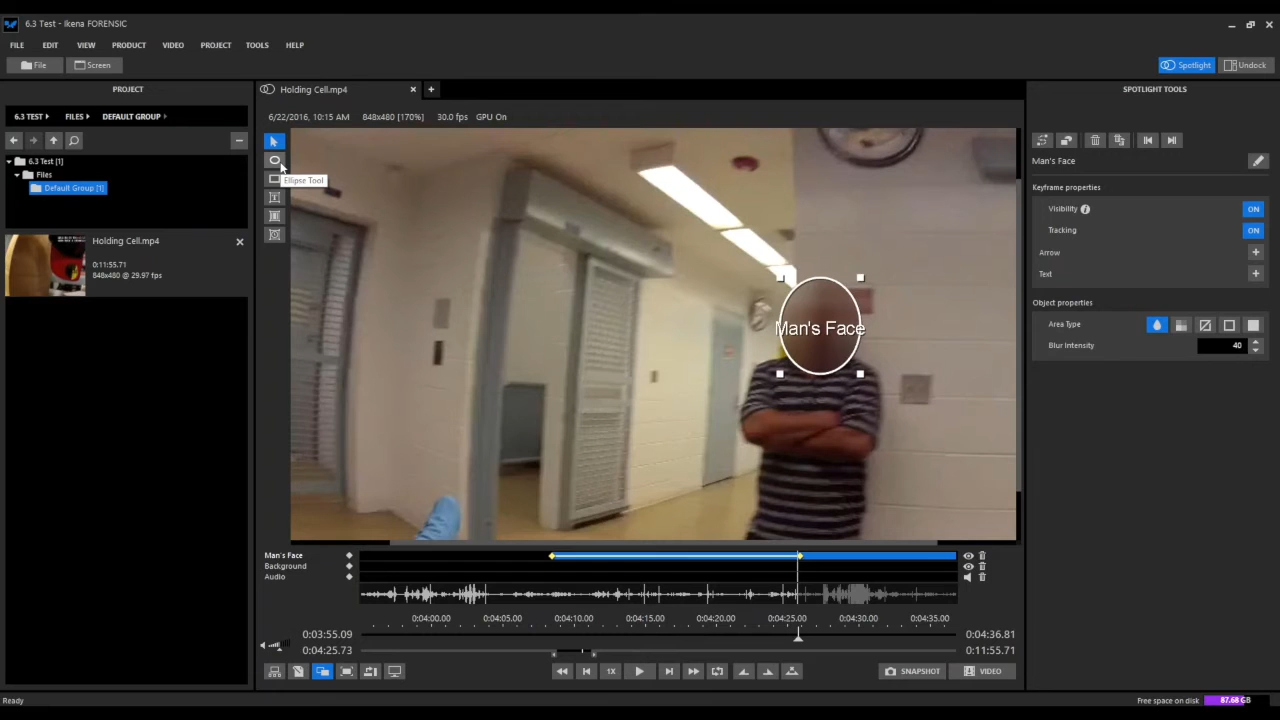 6.3 Test - Ikena FORENSIC
FILE EDIT VIEW PRODUCT VIDEO PROJECT TOOLS HELP
File Screen Spotlight Undock
PROJECT
Holding Cell.mp4
SPOTLIGHT TOOLS
6.3 TEST FILES DEFAULT GROUP
6/22/2016, 10:15 AM 848x480 [170%] 30.0 fps GPU On
6.3 Test [1]
Files
Default Group [1]
Ellipse Tool
Holding Cell.mp4
0:11:55.71
848x480 @ 29.97 fps
Man's Face
Man's Face
Keyframe properties
Visibility ON
Tracking ON
Arrow
Text
Object properties
Area Type
Blur Intensity 40
Man's Face
Background
Audio
0:04:00.00 0:04:05.00 0:04:10.00 0:04:15.00 0:04:20.00 0:04:25.00 0:04:30.00 0:04:35.00
0:03:55.09 0:04:36.81
0:04:25.73 0:11:55.71
1X SNAPSHOT VIDEO
Ready Free space on disk 87.68 GB